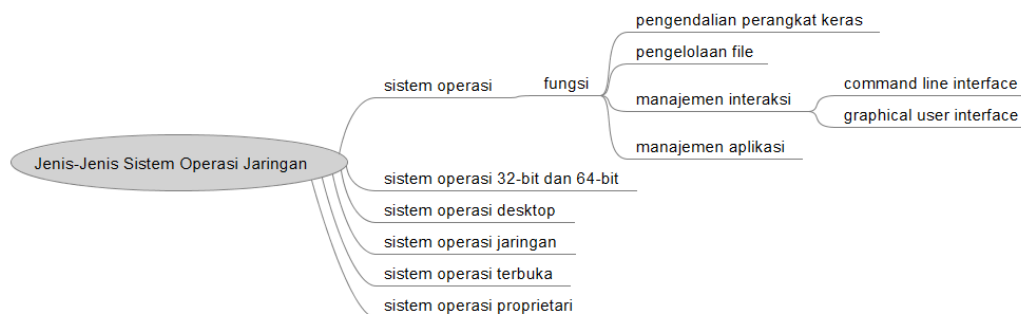 Jenis-Jenis Sistem Operasi Jaringan
sistem operasi
fungsi
pengendalian perangkat keras
pengelolaan file
manajemen interaksi
command line interface
graphical user interface
manajemen aplikasi
sistem operasi 32-bit dan 64-bit
sistem operasi desktop
sistem operasi jaringan
sistem operasi terbuka
sistem operasi proprietari